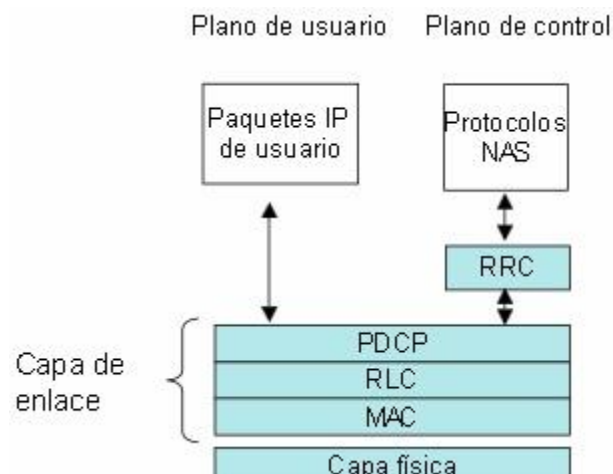 Plano de usuario
Plano de control
Paquetes IP
de usuario
Protocolos
NAS
RRC
PDCP
RLC
MAC
Capa de
enlace
Capa física